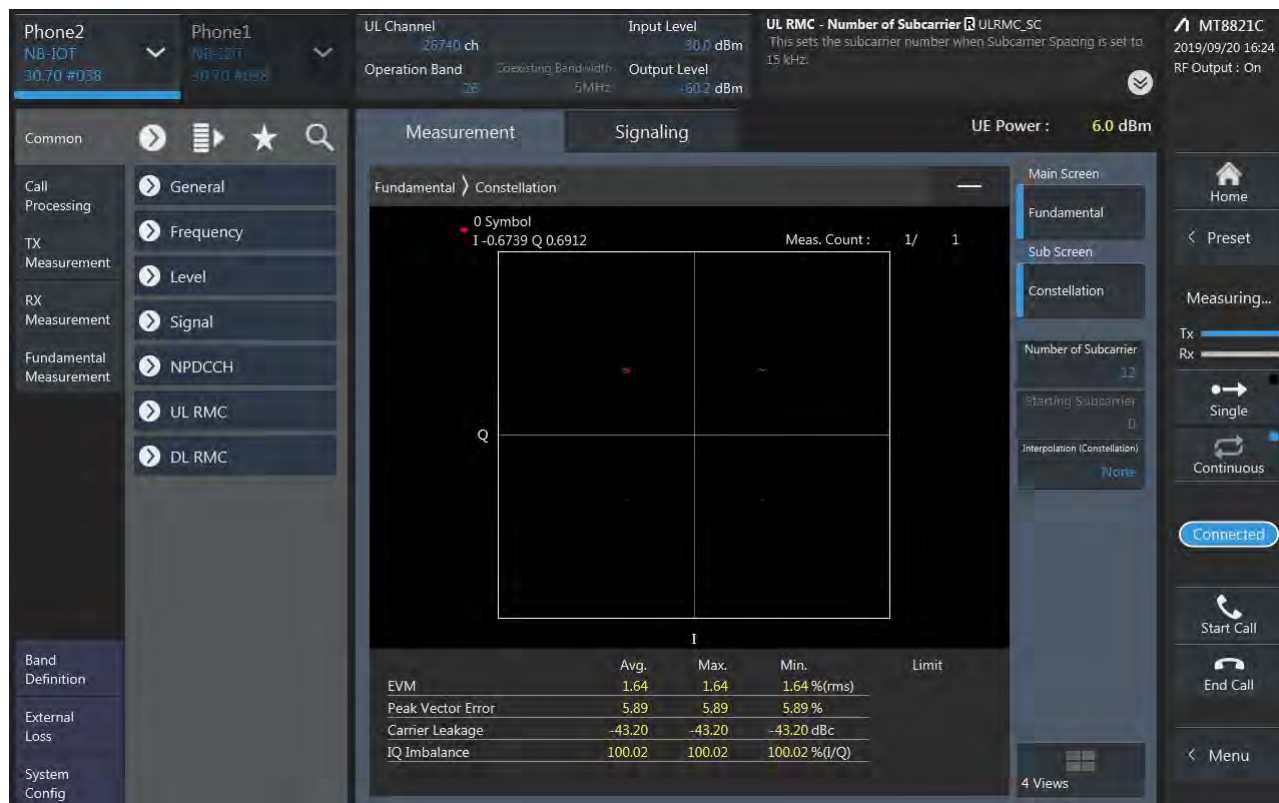 Phone2
NB-IOT
30.70 #038
Phone1
NB-IOT
30.70 #038
UL Channel
26740 ch
Operation Band
26
Coexisting Bandwidth
5MHz
Input Level
30.0 dBm
Output Level
-60.2 dBm
UL RMC - Number of Subcarrier R ULRMC_SC
This sets the subcarrier number when Subcarrier Spacing is set to
15 kHz.
MT8821C
2019/09/20 16:24
RF Output : On
Common
Call
Processing
TX
Measurement
RX
Measurement
Fundamental
Measurement
Band
Definition
External
Loss
System
Config
General
Frequency
Level
Signal
NPDCCH
UL RMC
DL RMC
Measurement
Signaling
UE Power : 6.0 dBm
Fundamental Constellation
0 Symbol
I -0.6739 Q 0.6912
Meas. Count : 1/ 1
Q
I
Avg. Max. Min. Limit
EVM 1.64 1.64 1.64 %(rms)
Peak Vector Error 5.89 5.89 5.89 %
Carrier Leakage -43.20 -43.20 -43.20 dBc
IQ Imbalance 100.02 100.02 100.02 %(I/Q)
Main Screen
Fundamental
Sub Screen
Constellation
Number of Subcarrier
12
Starting Subcarrier
0
Interpolation (Constellation)
None
4 Views
Home
Preset
Measuring...
Tx
Rx
Single
Continuous
Connected
Start Call
End Call
Menu